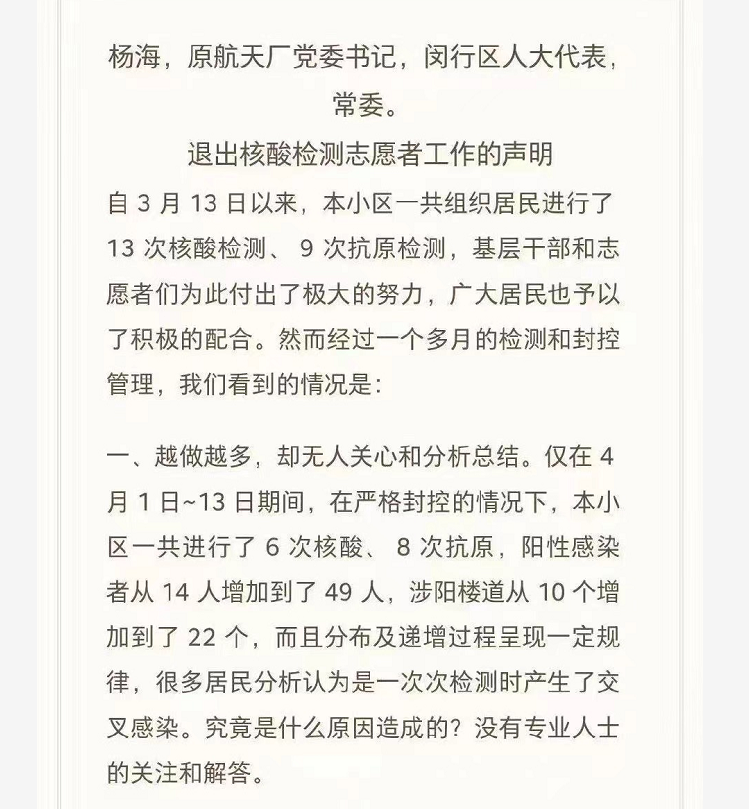 杨海，原航天厂党委书记，闵行区人大代表，
常委。
退出核酸检测志愿者工作的声明
自 3 月 13 日以来，本小区一共组织居民进行了
13 次核酸检测、 9 次抗原检测，基层干部和志
愿者们为此付出了极大的努力，广大居民也予以
了积极的配合。然而经过一个多月的检测和封控
管理，我们看到的情况是：
一、越做越多，却无人关心和分析总结。仅在 4
月 1 日~13 日期间，在严格封控的情况下，本小
区一共进行了 6 次核酸、 8 次抗原，阳性感染
者从 14 人增加到了 49 人，涉阳楼道从 10 个增
加到了 22 个，而且分布及递增过程呈现一定规
律，很多居民分析认为是一次次检测时产生了交
叉感染。究竟是什么原因造成的？没有专业人士
的关注和解答。